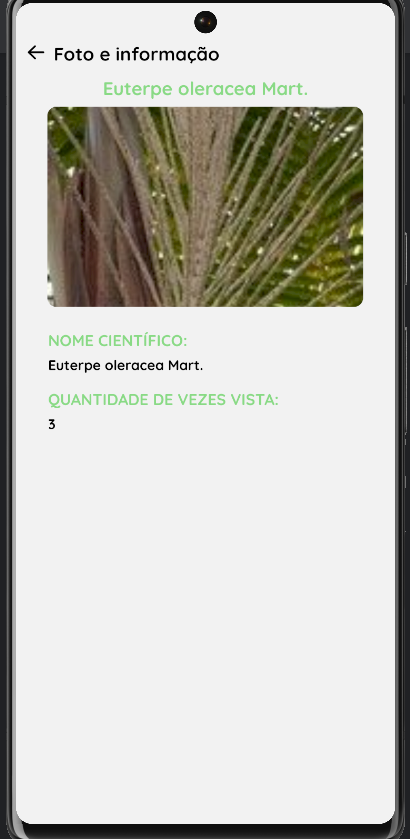 Foto e informação
Euterpe oleracea Mart.
NOME CIENTÍFICO:
Euterpe oleracea Mart.
QUANTIDADE DE VEZES VISTA:
3